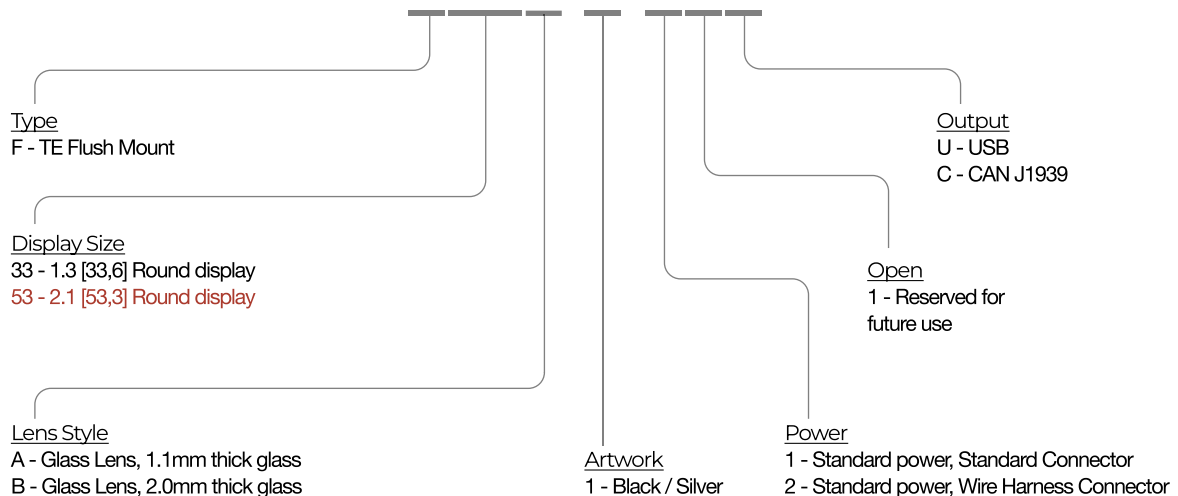 Type
F - TE Flush Mount
Display Size
33 - 1.3 [33,6] Round display
53 - 2.1 [53,3] Round display
Lens Style
A - Glass Lens, 1.1mm thick glass
B - Glass Lens, 2.0mm thick glass
Artwork
1 - Black / Silver
Power
1 - Standard power, Standard Connector
2 - Standard power, Wire Harness Connector
Open
1 - Reserved for
future use
Output
U - USB
C - CAN J1939